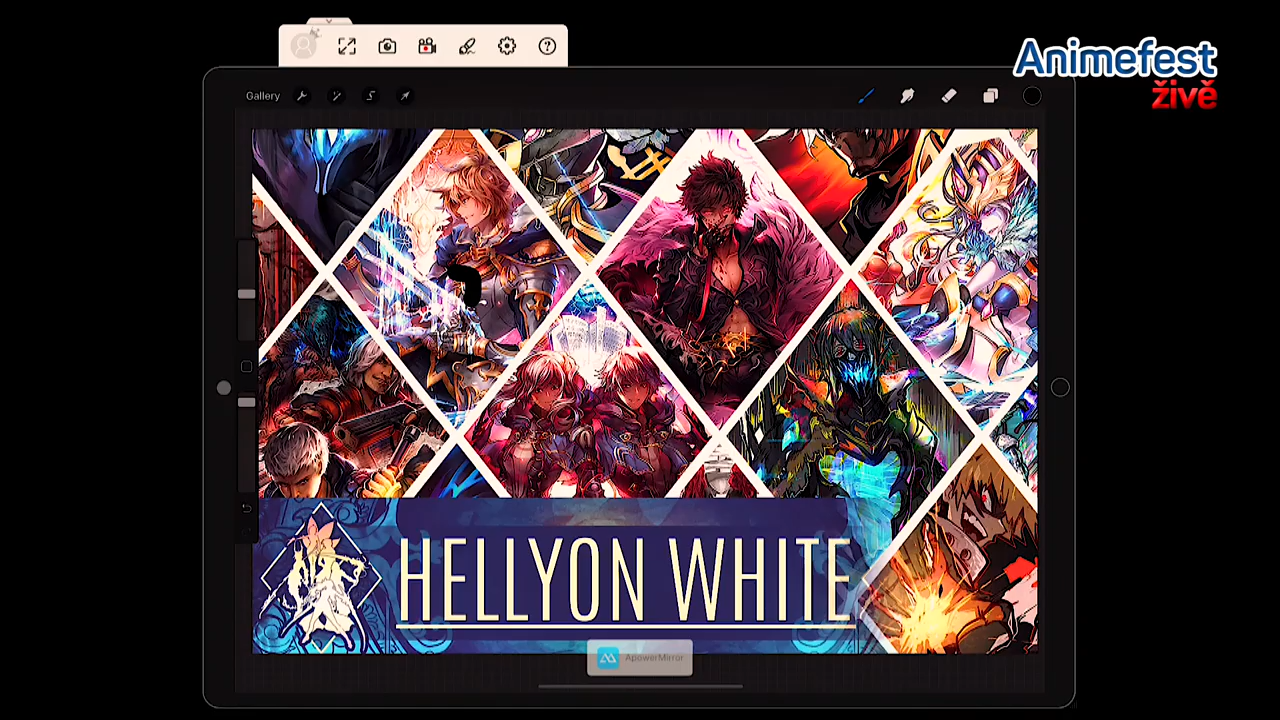 Animefest
živě
Gallery
HELLYON WHITE
ApowerMirror